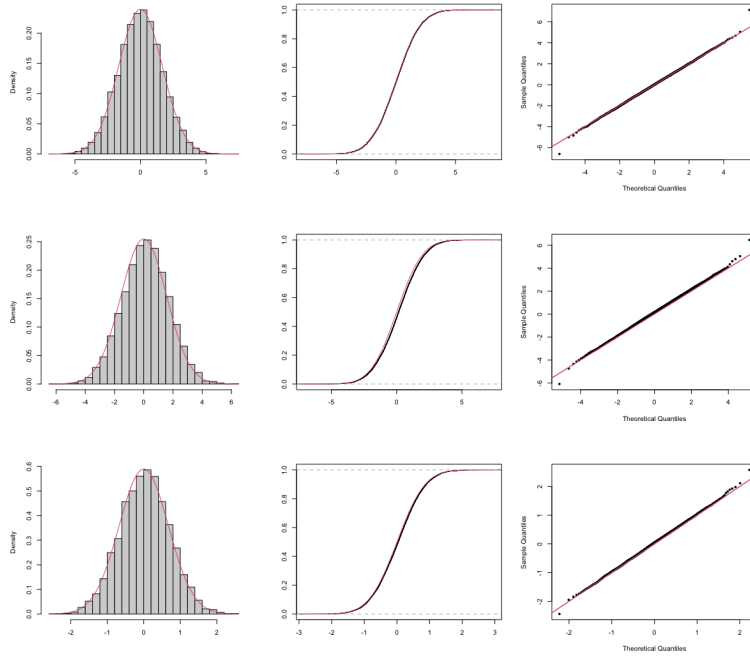 Density
0.00 0.05 0.10 0.15 0.20
-5 0 5
0.0 0.2 0.4 0.6 0.8 1.0
-5 0 5
Sample Quantiles
-6 -4 -2 0 2 4 6
-4 -2 0 2 4
Theoretical Quantiles
Density
0.00 0.05 0.10 0.15 0.20 0.25
-6 -4 -2 0 2 4 6
0.0 0.2 0.4 0.6 0.8 1.0
-5 0 5
Sample Quantiles
-6 -4 -2 0 2 4 6
-4 -2 0 2 4
Theoretical Quantiles
Density
0.0 0.1 0.2 0.3 0.4 0.5 0.6
-2 -1 0 1 2
0.0 0.2 0.4 0.6 0.8 1.0
-3 -2 -1 0 1 2 3
Sample Quantiles
-2 -1 0 1 2
-2 -1 0 1 2
Theoretical Quantiles